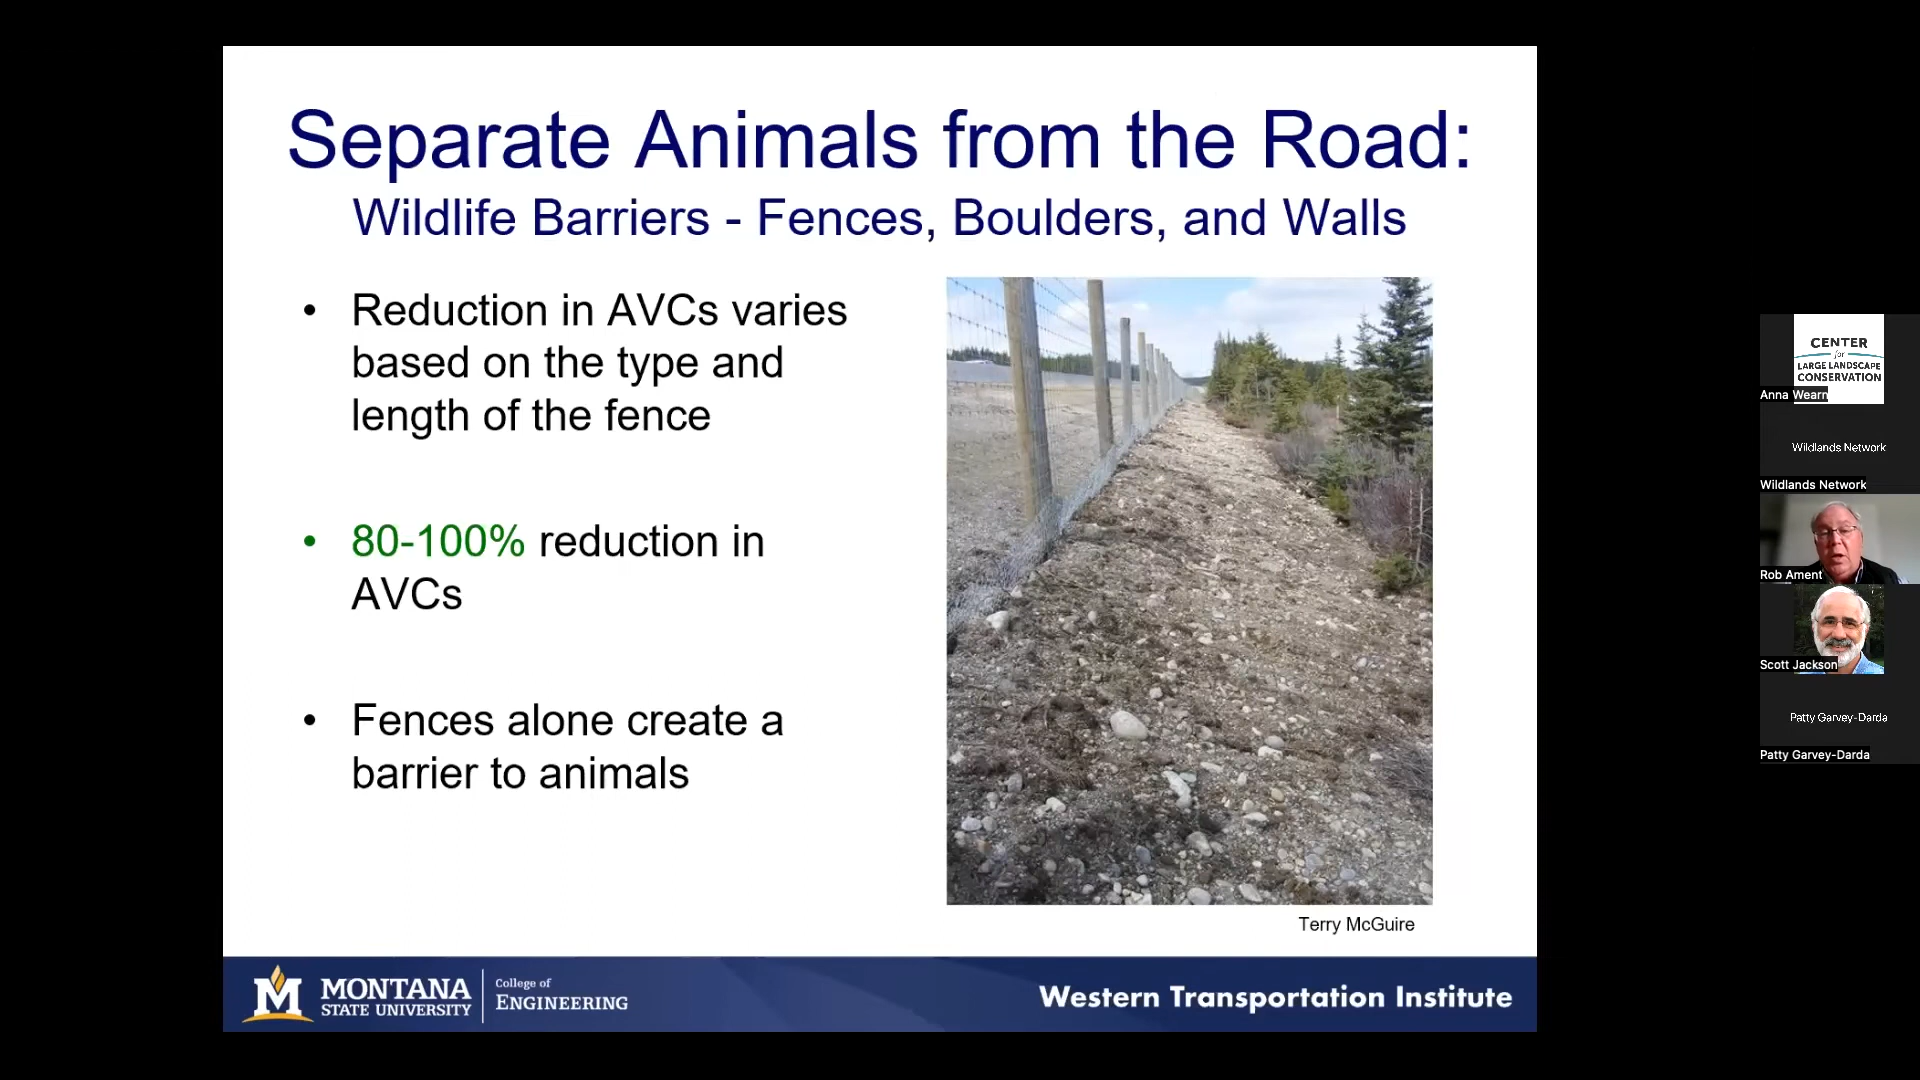 Separate Animals from the Road:
Wildlife Barriers - Fences, Boulders, and Walls
• Reduction in AVCs varies
based on the type and
length of the fence
• 80-100% reduction in
AVCs
• Fences alone create a
barrier to animals
Terry McGuire
M MONTANA
STATE UNIVERSITY
College of
ENGINEERING
Western Transportation Institute
CENTER
for
LARGE LANDSCAPE
CONSERVATION
Anna Wearn
Wildlands Network
Wildlands Network
Rob Ament
Scott Jackson
Patty Garvey-Darda
Patty Garvey-Darda